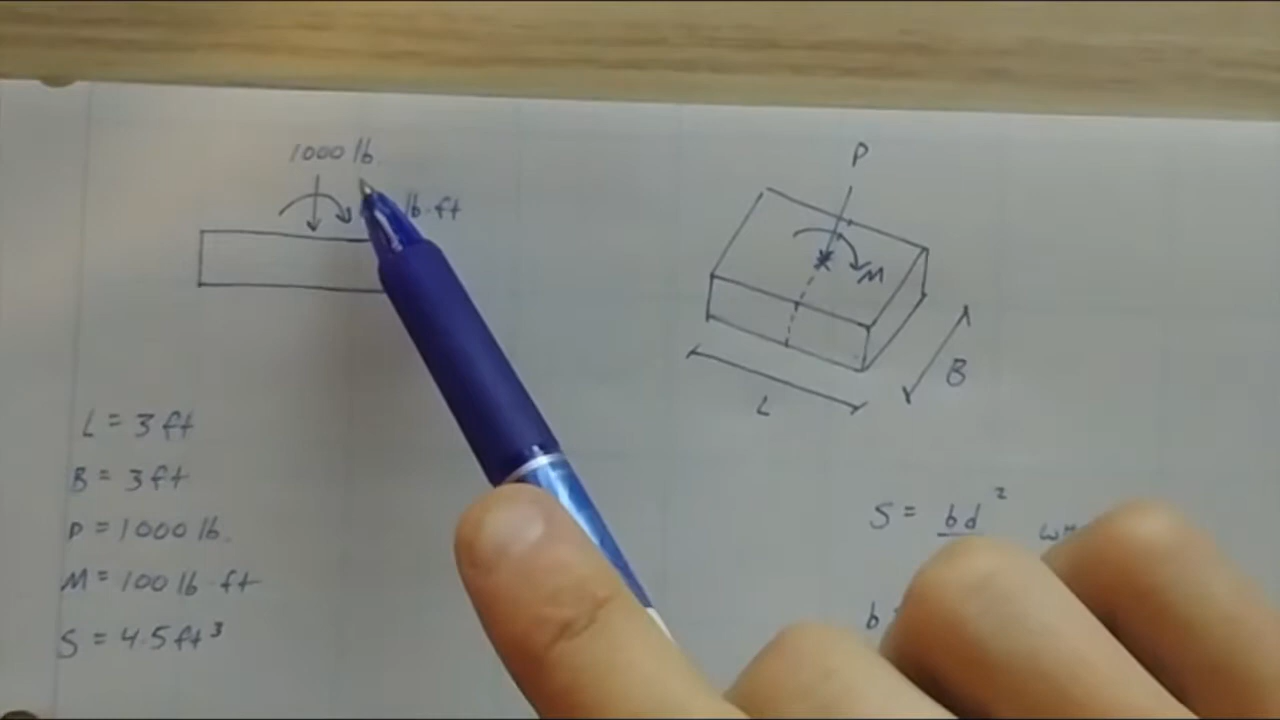 1000 lb.
lb·ft
P
M
L
B
L = 3 ft
B = 3 ft
P = 1000 lb.
M = 100 lb·ft
S = 4.5 ft³
S = bd²
b